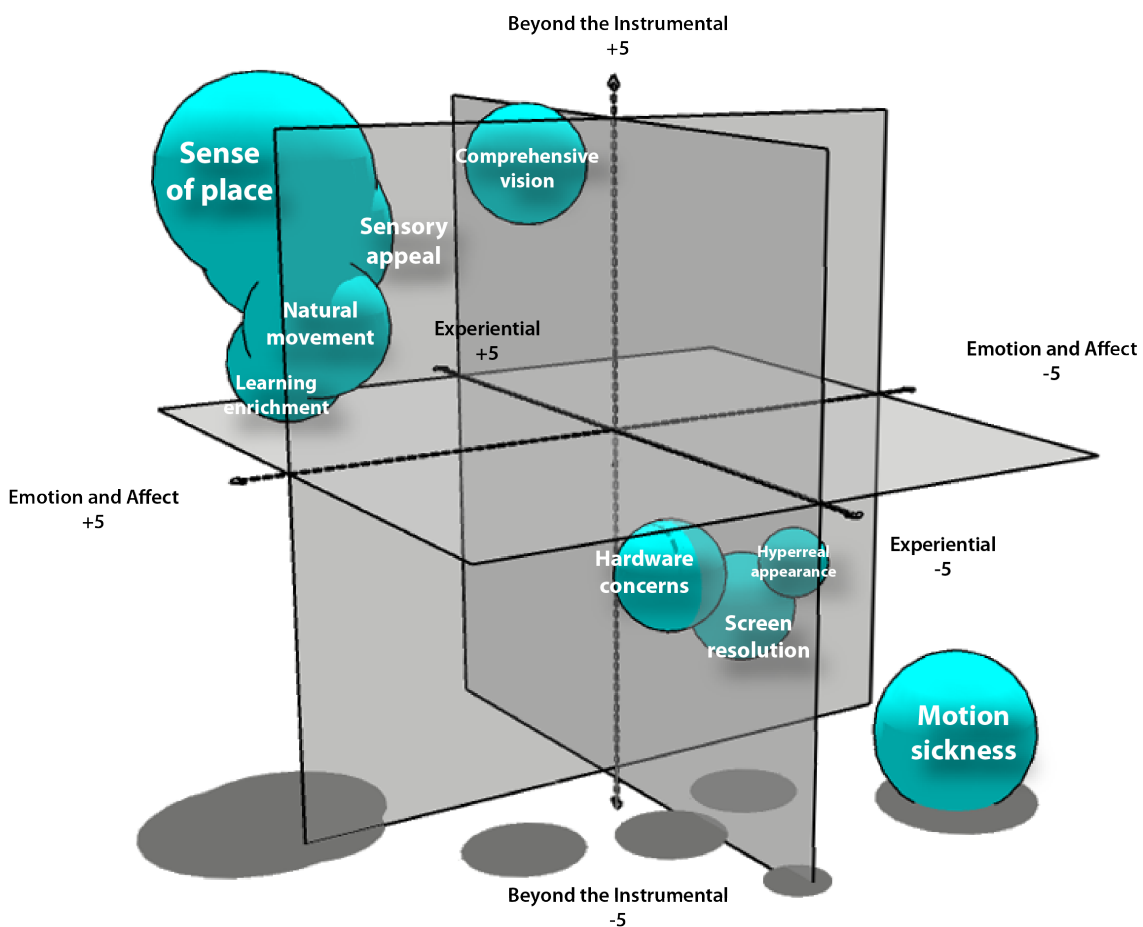 Beyond the Instrumental
+5
Sense
of place
Comprehensive
vision
Sensory
appeal
Natural
movement
Experiential
+5
Emotion and Affect
-5
Learning
enrichment
Emotion and Affect
+5
Hardware
concerns
Hyperreal
appearance
Experiential
-5
Screen
resolution
Motion
sickness
Beyond the Instrumental
-5